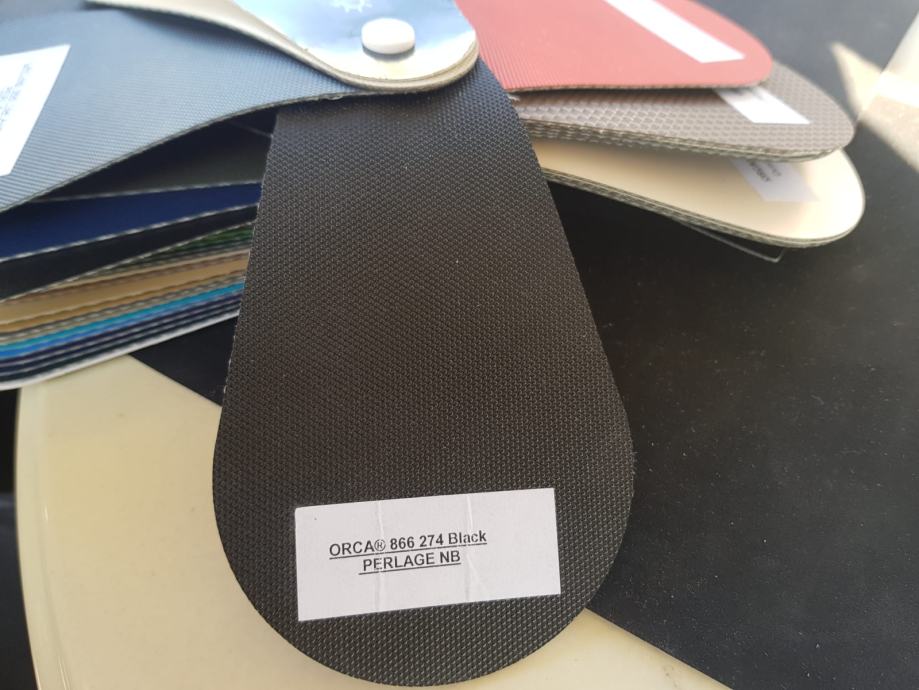 ORCA® 866 274 Black
PERLAGE NB